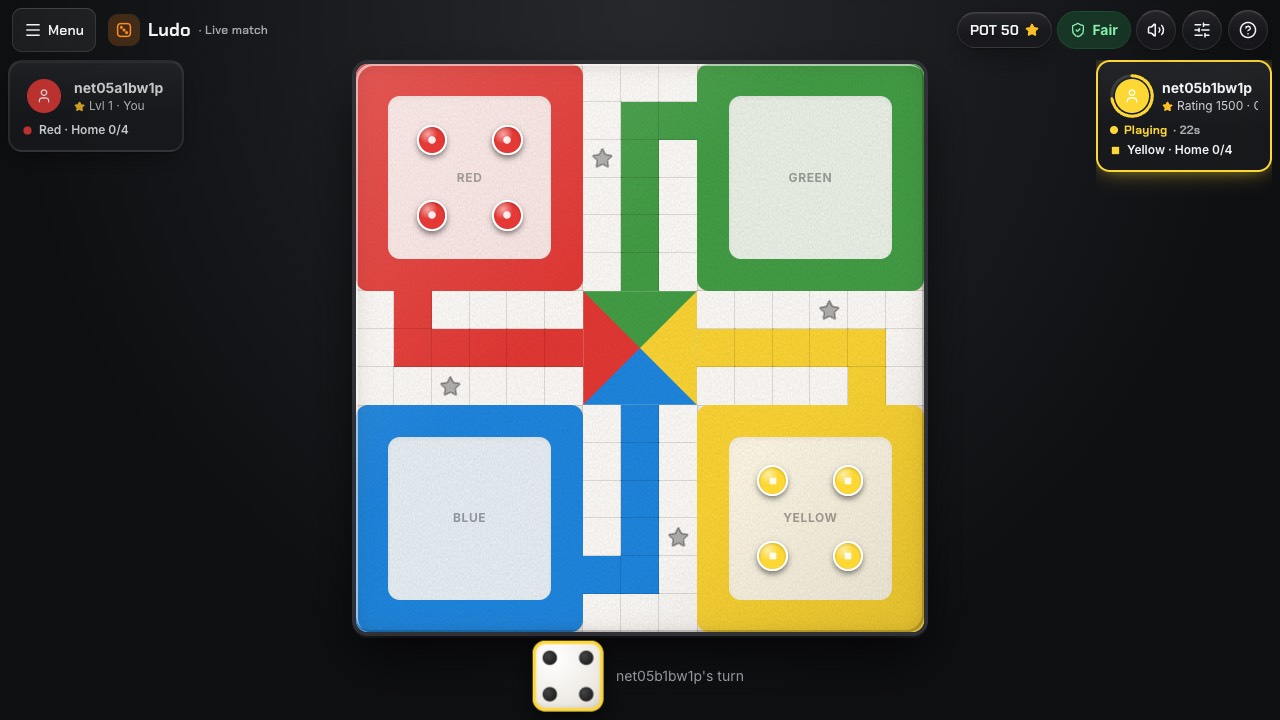 Menu
Ludo · Live match
POT 50
Fair
net05a1bw1p
Lvl 1 · You
Red · Home 0/4
net05b1bw1p
Rating 1500 ·
Playing · 22s
Yellow · Home 0/4
RED
GREEN
BLUE
YELLOW
net05b1bw1p's turn